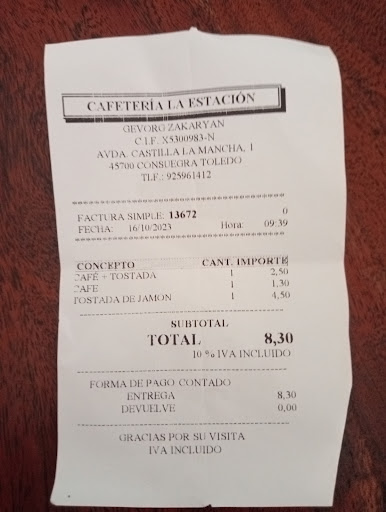 CAFETERÍA LA ESTACIÓN
GEVORG ZAKARYAN
C.I.F. X5300983-N
AVDA. CASTILLA LA MANCHA, 1
45700 CONSUEGRA TOLEDO
TLF.: 925961412
FACTURA SIMPLE: 13672 0
FECHA: 16/10/2023 Hora: 09:39
CONCEPTO CANT. IMPORTE
CAFÉ + TOSTADA 1 2,50
CAFE 1 1,30
TOSTADA DE JAMON 1 4,50
SUBTOTAL
TOTAL 8,30
10 % IVA INCLUIDO
FORMA DE PAGO CONTADO
ENTREGA 8,30
DEVUELVE 0,00
GRACIAS POR SU VISITA
IVA INCLUIDO